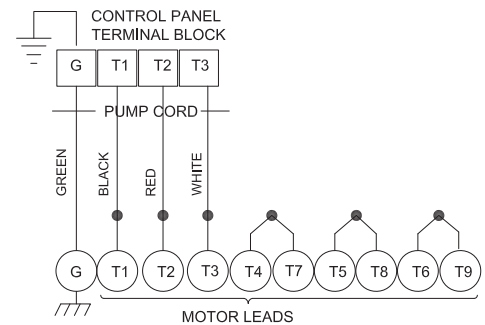 CONTROL PANEL
TERMINAL BLOCK
G T1 T2 T3
PUMP CORD
GREEN
BLACK
RED
WHITE
G T1 T2 T3 T4 T7 T5 T8 T6 T9
MOTOR LEADS